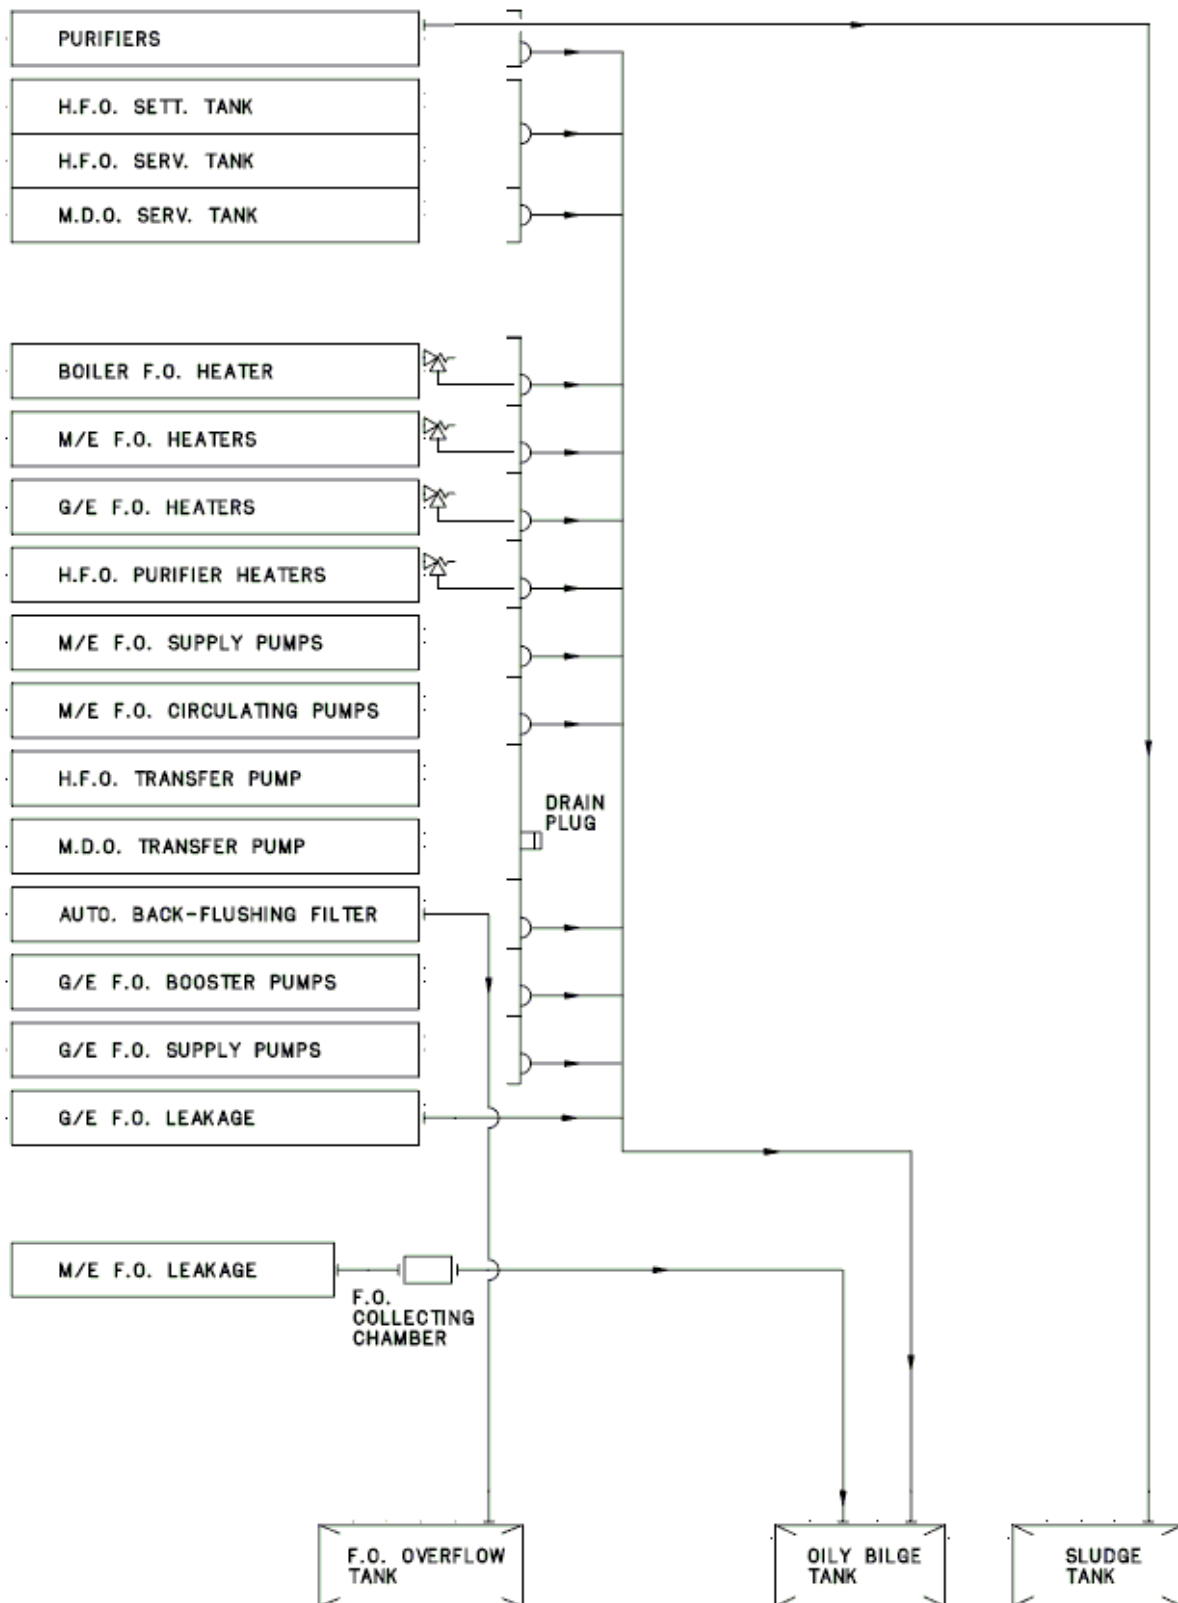 PURIFIERS
H.F.O. SETT. TANK
H.F.O. SERV. TANK
M.D.O. SERV. TANK
BOILER F.O. HEATER
M/E F.O. HEATERS
G/E F.O. HEATERS
H.F.O. PURIFIER HEATERS
M/E F.O. SUPPLY PUMPS
M/E F.O. CIRCULATING PUMPS
H.F.O. TRANSFER PUMP
DRAIN
PLUG
M.D.O. TRANSFER PUMP
AUTO. BACK-FLUSHING FILTER
G/E F.O. BOOSTER PUMPS
G/E F.O. SUPPLY PUMPS
G/E F.O. LEAKAGE
M/E F.O. LEAKAGE
F.O.
COLLECTING
CHAMBER
F.O. OVERFLOW
TANK
OILY BILGE
TANK
SLUDGE
TANK